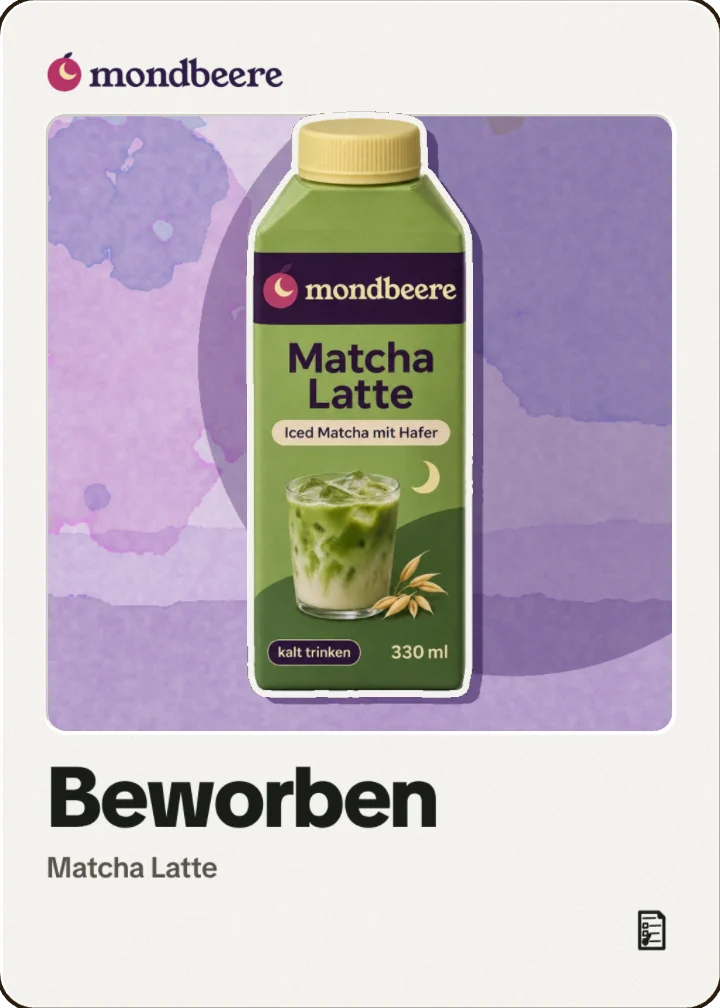 mondbeere
mondbeere
Matcha
Latte
Iced Matcha mit Hafer
kalt trinken
330 ml
Beworben
Matcha Latte